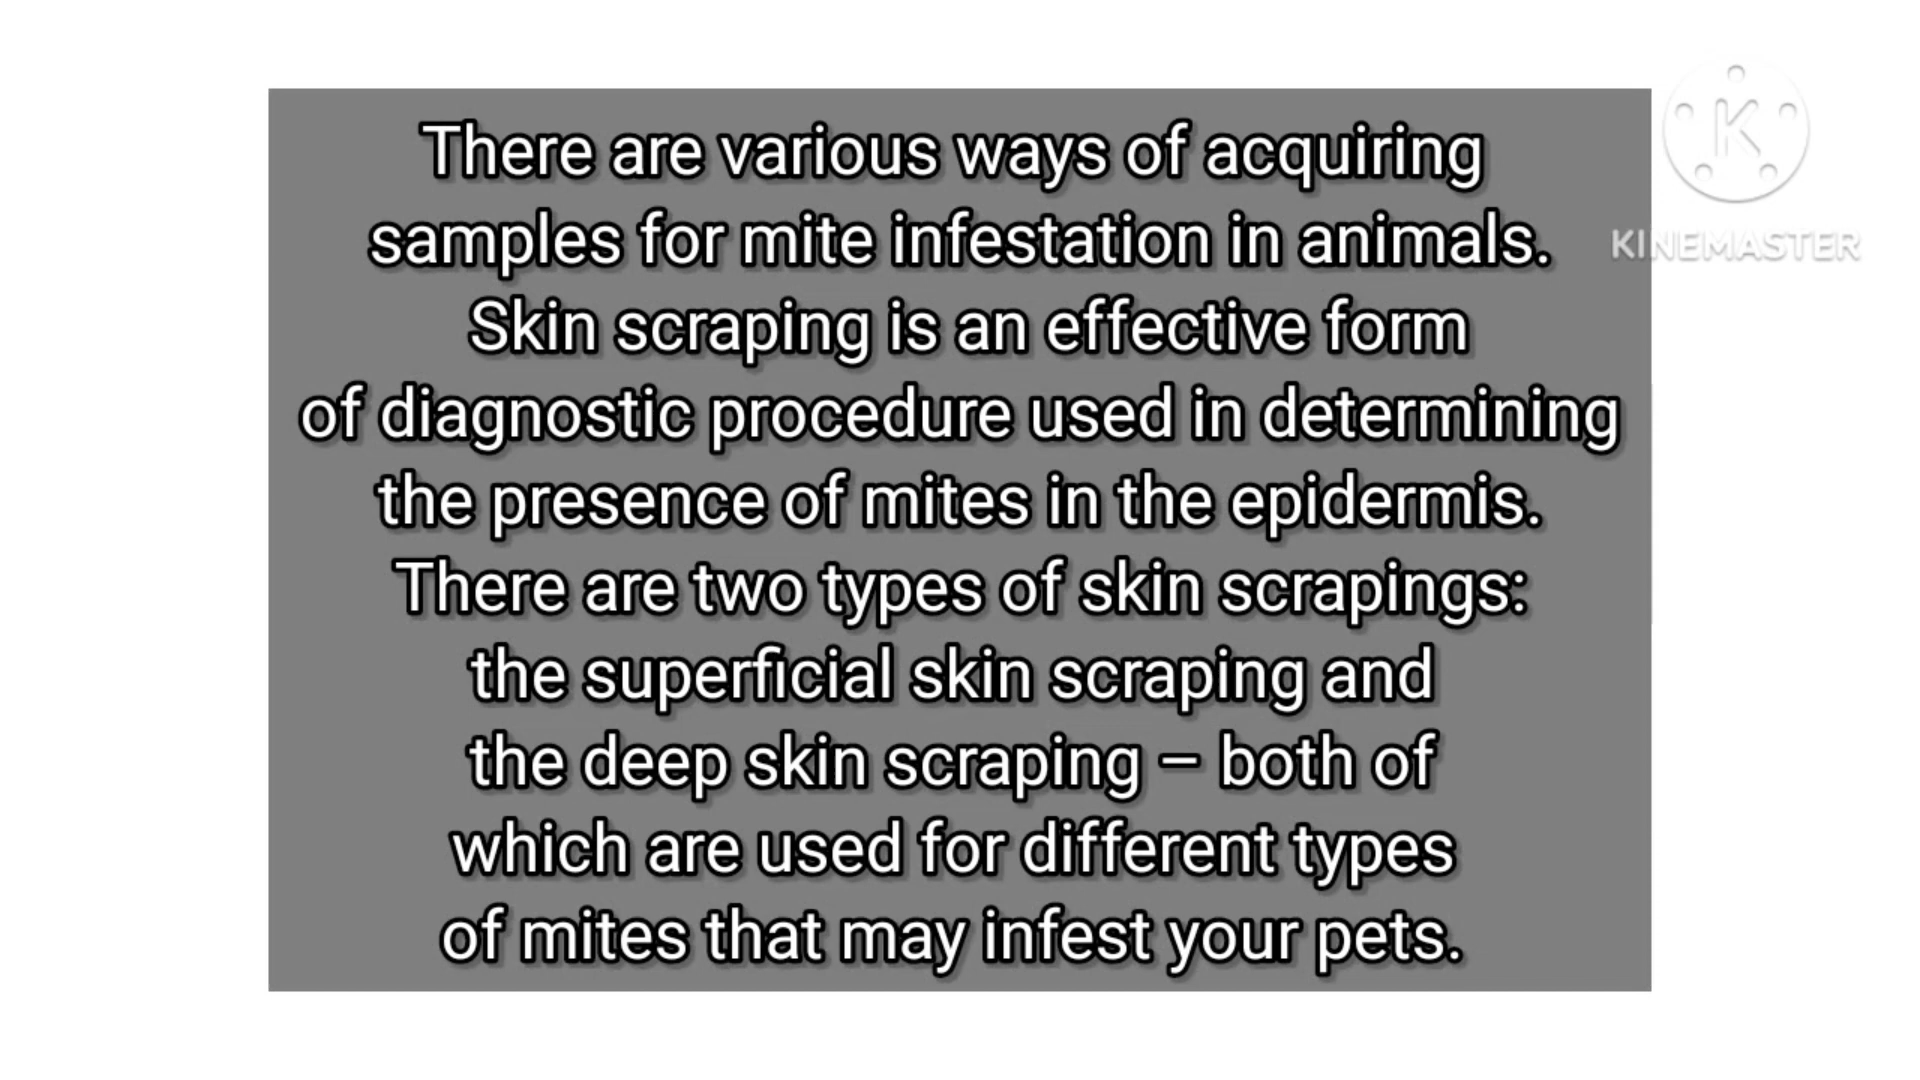 There are various ways of acquiring
samples for mite infestation in animals.
Skin scraping is an effective form
of diagnostic procedure used in determining
the presence of mites in the epidermis.
There are two types of skin scrapings:
the superficial skin scraping and
the deep skin scraping – both of
which are used for different types
of mites that may infest your pets.
K
KINEMASTER